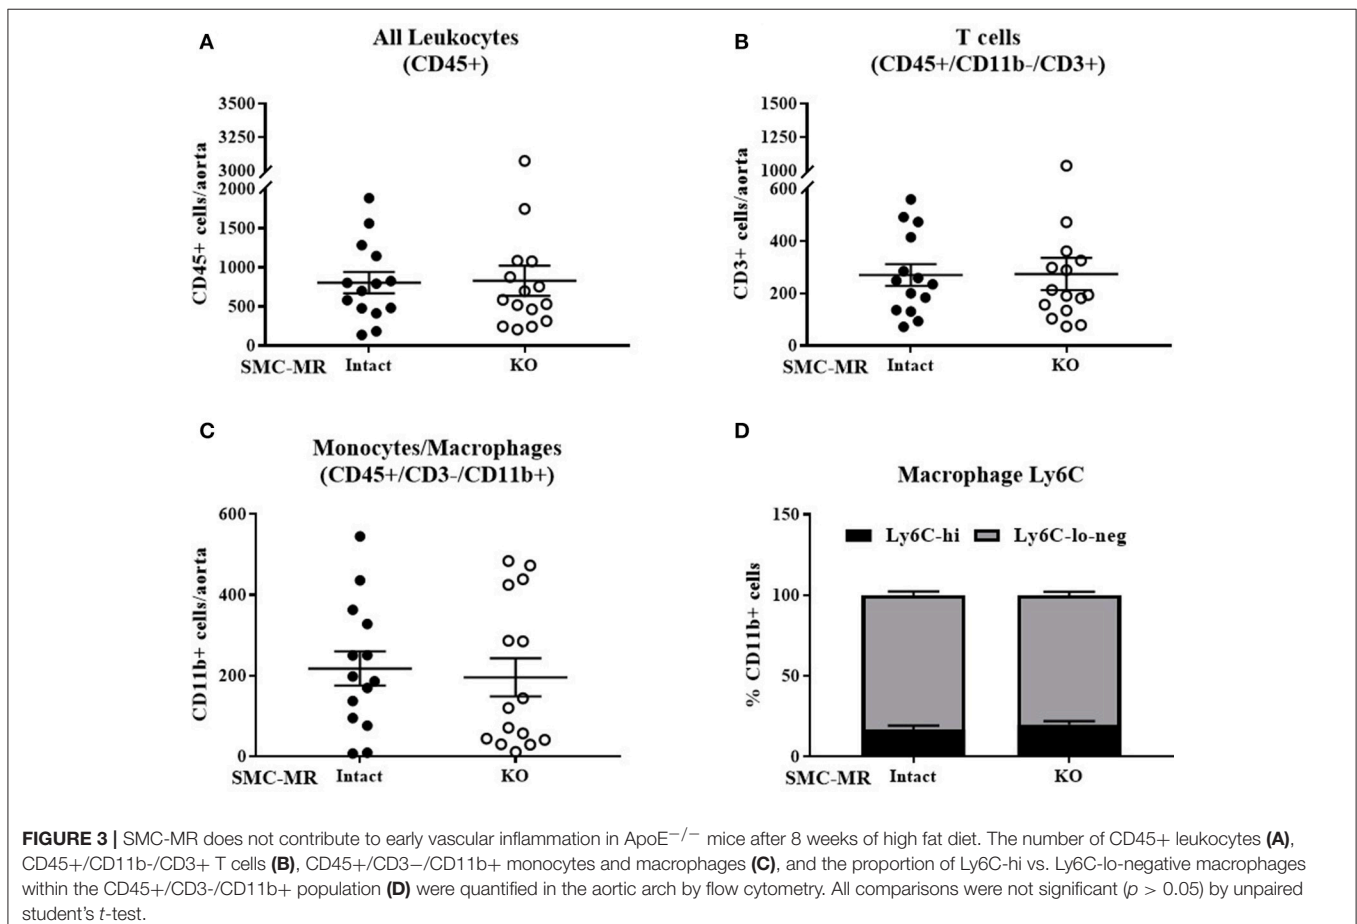 A
All Leukocytes
(CD45+)
CD45+ cells/aorta
3500
3250
3000
2000
1500
1000
500
0
SMC-MR Intact KO
B
T cells
(CD45+/CD11b-/CD3+)
CD3+ cells/aorta
1500
1250
1000
600
400
200
0
SMC-MR Intact KO
C
Monocytes/Macrophages
(CD45+/CD3-/CD11b+)
CD11b+ cells/aorta
600
400
200
0
SMC-MR Intact KO
D
Macrophage Ly6C
% CD11b+ cells
150
100
50
0
Ly6C-hi Ly6C-lo-neg
SMC-MR Intact KO
FIGURE 3 | SMC-MR does not contribute to early vascular inflammation in ApoE−/− mice after 8 weeks of high fat diet. The number of CD45+ leukocytes (A),
CD45+/CD11b-/CD3+ T cells (B), CD45+/CD3−/CD11b+ monocytes and macrophages (C), and the proportion of Ly6C-hi vs. Ly6C-lo-negative macrophages
within the CD45+/CD3-/CD11b+ population (D) were quantified in the aortic arch by flow cytometry. All comparisons were not significant (p > 0.05) by unpaired
student's t-test.